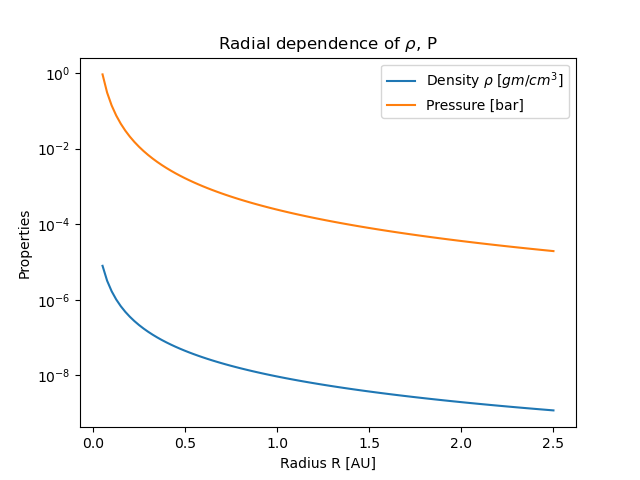 Radial dependence of ρ, P
Density ρ [gm/cm³]
Pressure [bar]
10⁰
10⁻²
10⁻⁴
10⁻⁶
10⁻⁸
Properties
0.0 0.5 1.0 1.5 2.0 2.5
Radius R [AU]